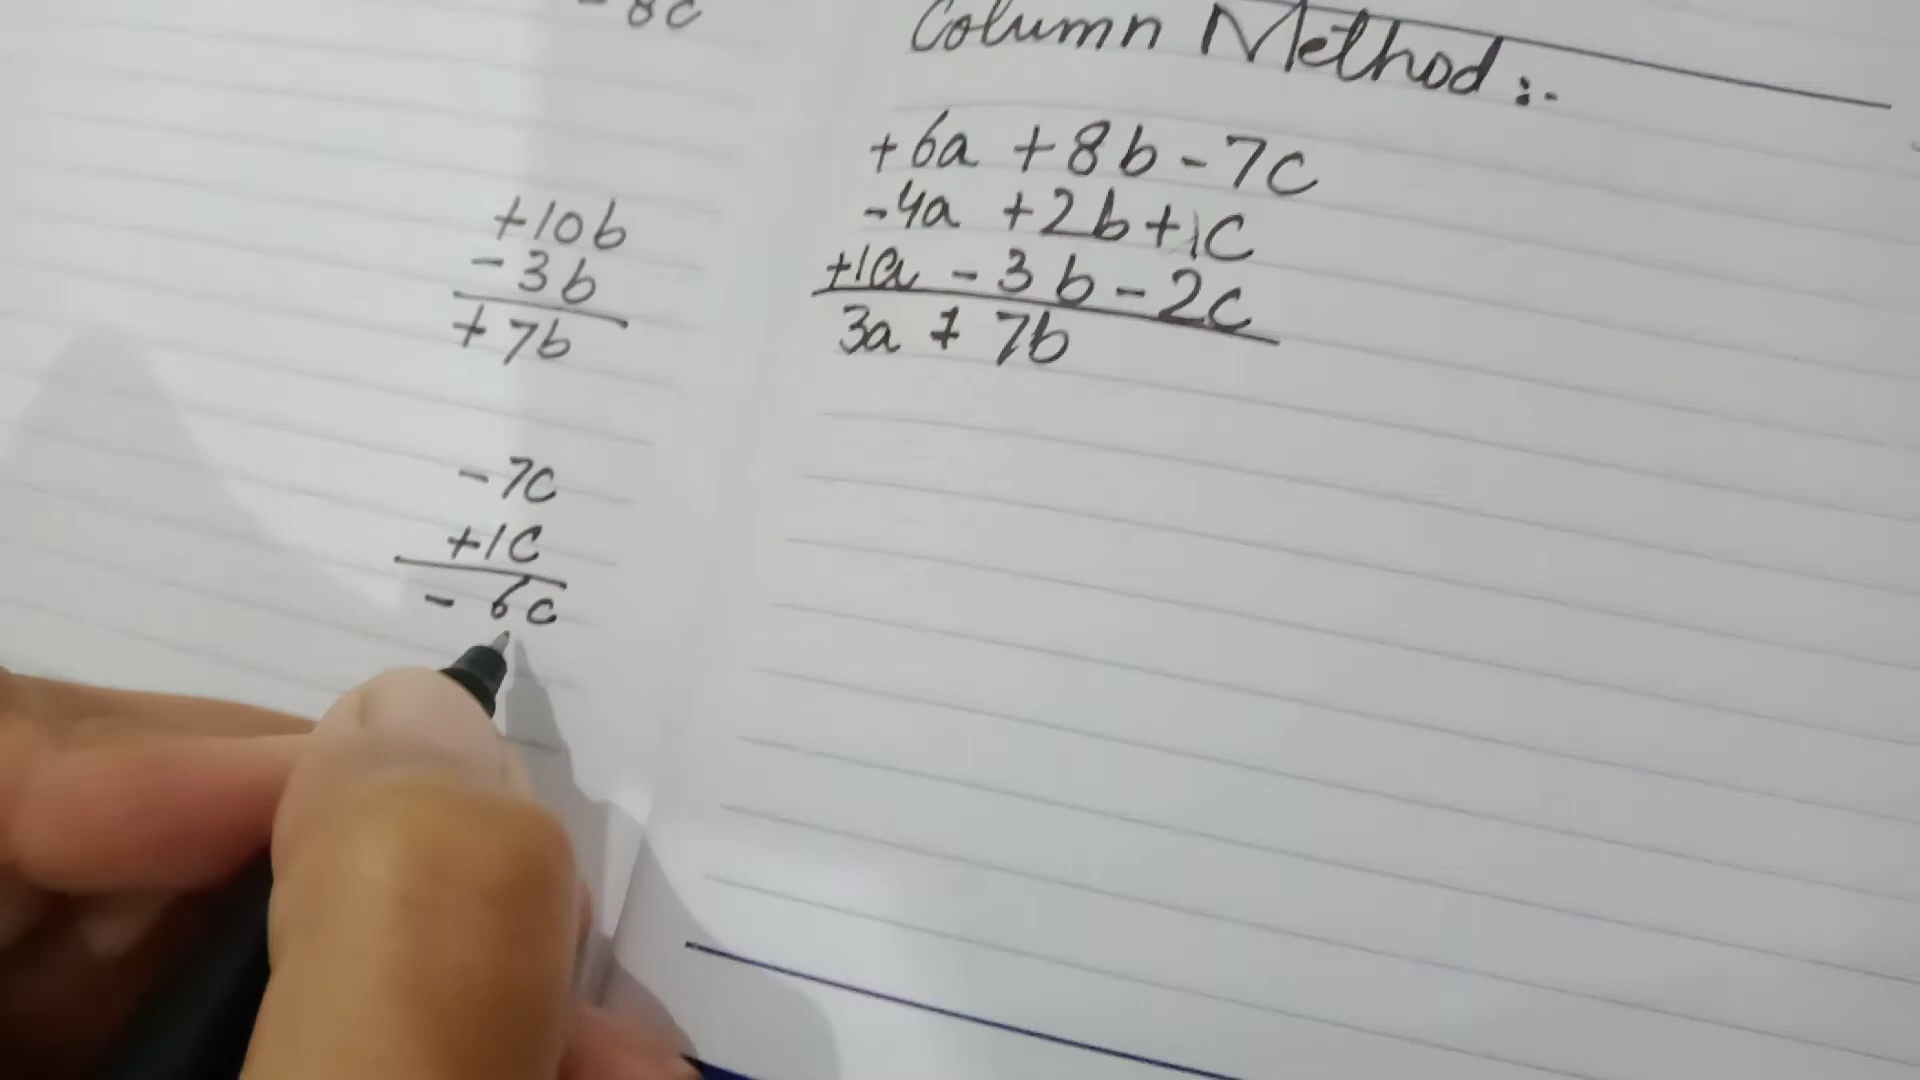 - 8c
+10b
- 3b
+ 7b
- 7c
+1c
- 6c
Column Method :-
+6a +8b - 7c
-4a +2b +1c
+1a - 3b - 2c
3a + 7b